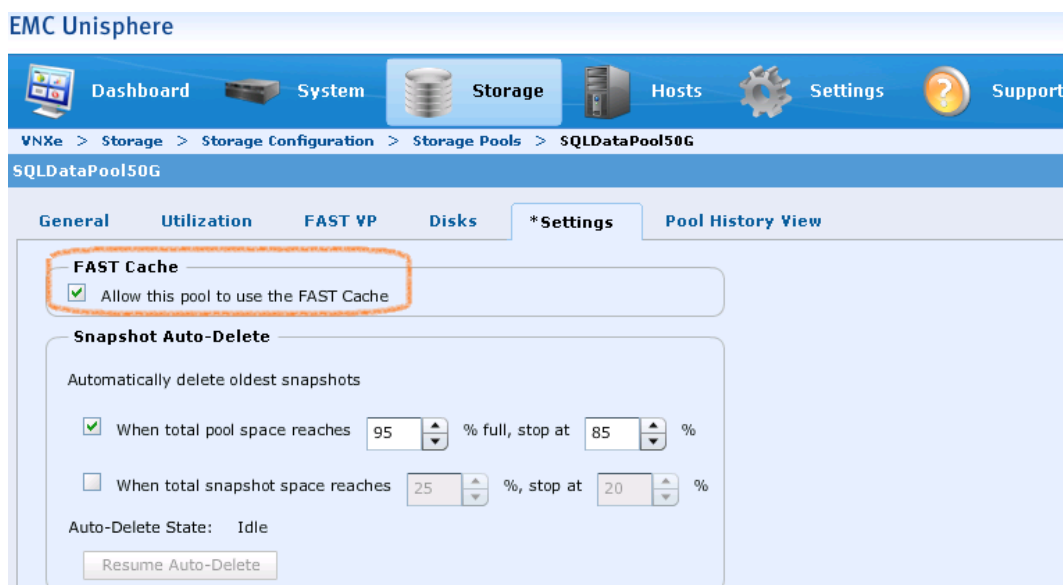 EMC Unisphere
Dashboard System Storage Hosts Settings Support
VNXe > Storage > Storage Configuration > Storage Pools > SQLDataPool50G
SQLDataPool50G
General Utilization FAST VP Disks *Settings Pool History View
FAST Cache
Allow this pool to use the FAST Cache
Snapshot Auto-Delete
Automatically delete oldest snapshots
When total pool space reaches 95 % full, stop at 85 %
When total snapshot space reaches 25 %, stop at 20 %
Auto-Delete State: Idle
Resume Auto-Delete